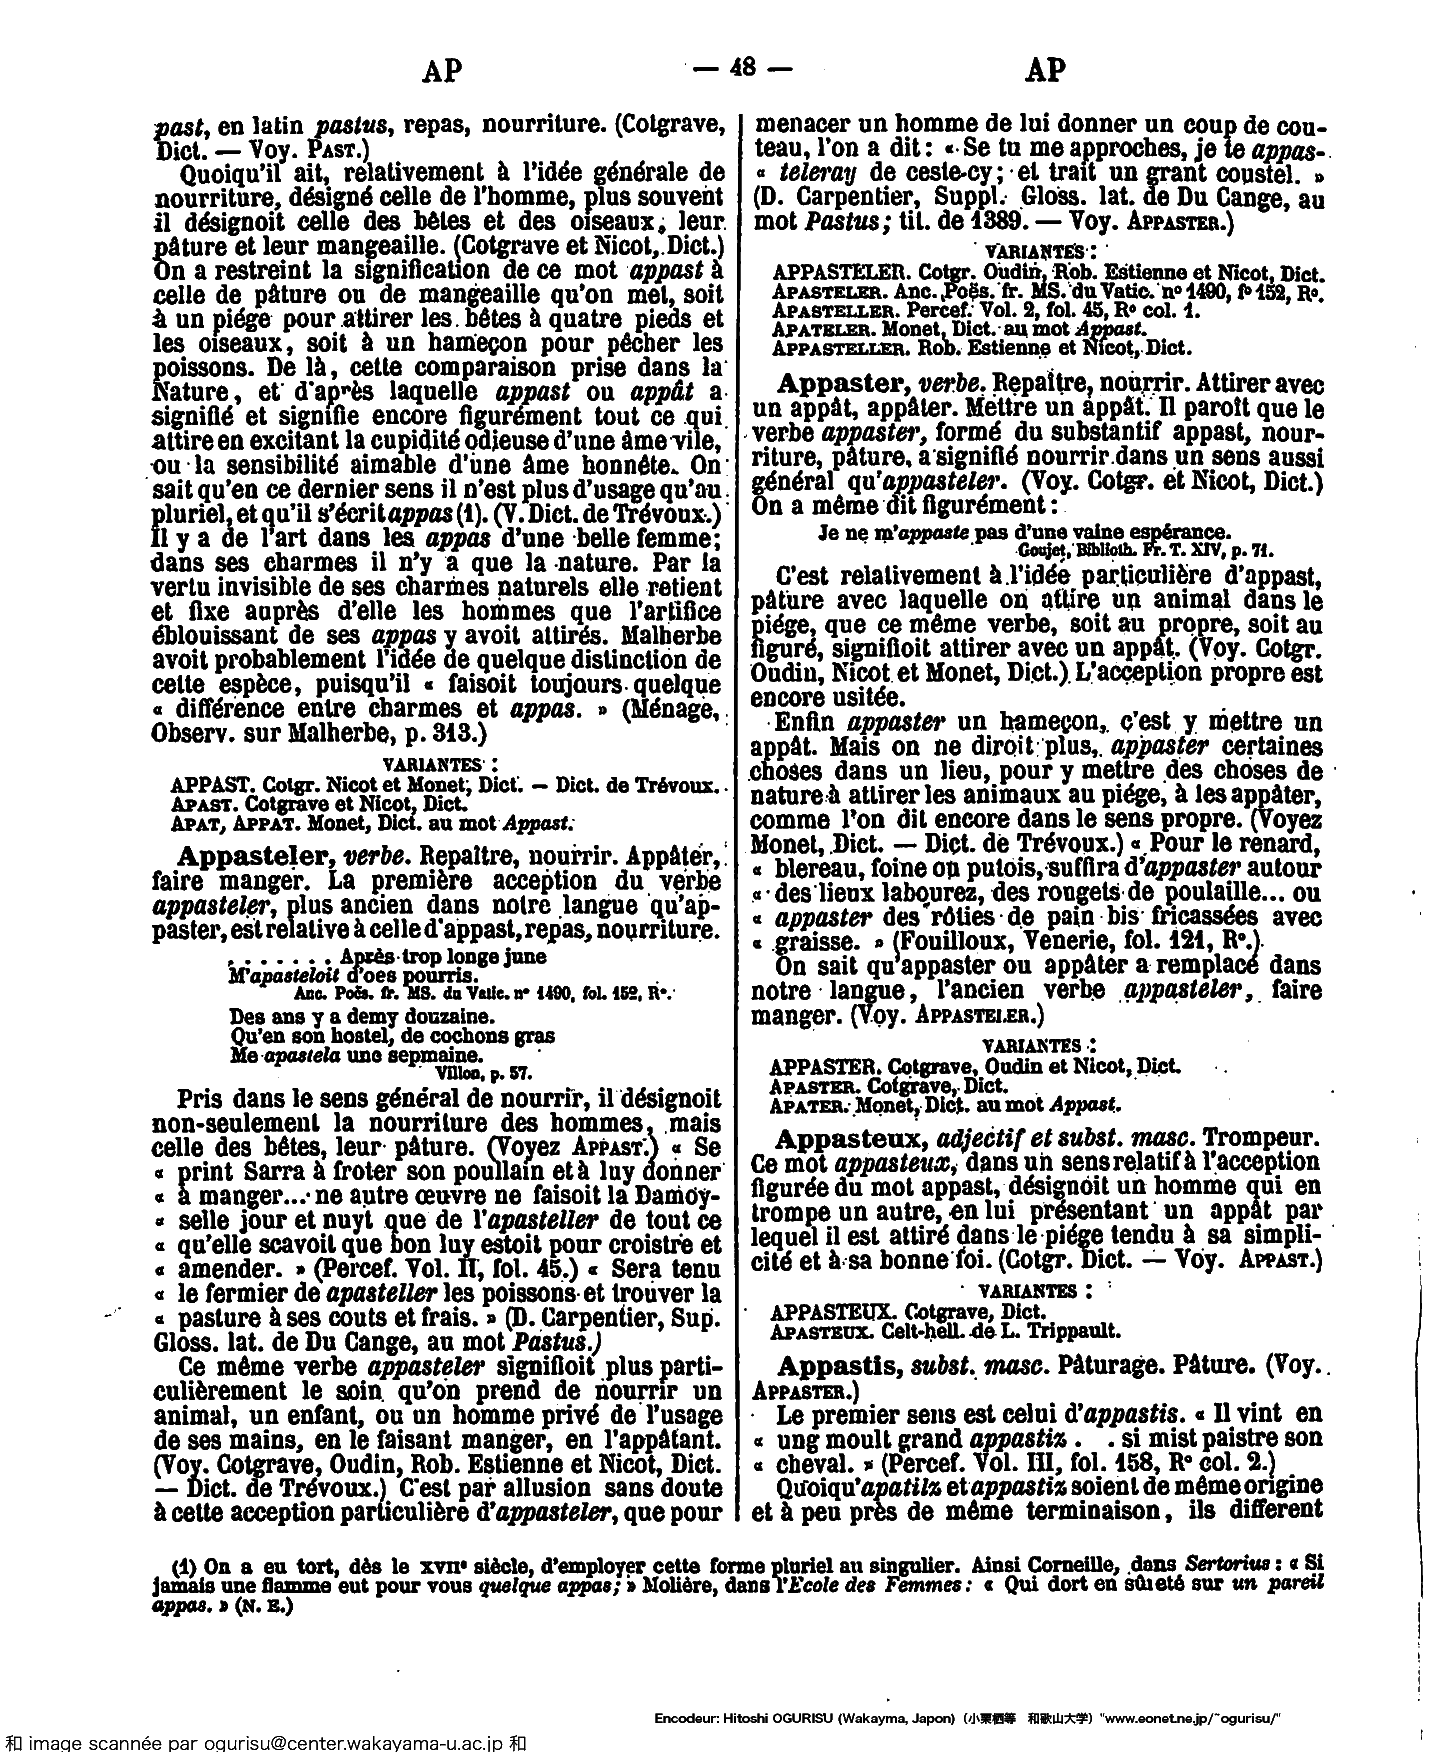 AP — 48 — AP
past, en latin pastus, repas, nourriture. (Cotgrave,
Dict. — Voy. PAST.)
Quoiqu'il ait, relativement à l'idée générale de
nourriture, désigné celle de l'homme, plus souvent
il désignoit celle des bêtes et des oiseaux, leur
pâture et leur mangeaille. (Cotgrave et Nicot, Dict.)
On a restreint la signification de ce mot appast à
celle de pâture ou de mangeaille qu'on met, soit
à un piége pour attirer les bêtes à quatre pieds et
les oiseaux, soit à un hameçon pour pêcher les
poissons. De là, cette comparaison prise dans la
Nature, et d'après laquelle appast ou appât a
signifié et signifie encore figurément tout ce qui
attire en excitant la cupidité odieuse d'une âme vile,
ou la sensibilité aimable d'une âme honnête. On
sait qu'en ce dernier sens il n'est plus d'usage qu'au
pluriel, et qu'il s'écrit appas (1). (V. Dict. de Trévoux.)
Il y a de l'art dans les appas d'une belle femme;
dans ses charmes il n'y a que la nature. Par la
vertu invisible de ses charmes naturels elle retient
et fixe auprès d'elle les hommes que l'artifice
éblouissant de ses appas y avoit attirés. Malherbe
avoit probablement l'idée de quelque distinction de
cette espèce, puisqu'il « faisoit toujours quelque
« différence entre charmes et appas. » (Ménage,
Observ. sur Malherbe, p. 313.)
VARIANTES :
APPAST. Cotgr. Nicot et Monet, Dict. — Dict. de Trévoux.
APAST. Cotgrave et Nicot, Dict.
APAT, APPAT. Monet, Dict. au mot Appast.
Appasteler, verbe. Repaître, nourrir. Appâter,
faire manger. La première acception du verbe
appasteler, plus ancien dans notre langue qu'ap-
paster, est relative à celle d'appast, repas, nourriture.
. . . . . . . Après trop longe june
M'apasteloit d'oes pourris.
Anc. Poës. fr. MS. du Vatic. n° 1490, fol. 152, R°.
Des ans y a demy douzaine.
Qu'en son hostel, de cochons gras
Me apastela une sepmaine.
Villon, p. 57.
Pris dans le sens général de nourrir, il désignoit
non-seulement la nourriture des hommes, mais
celle des bêtes, leur pâture. (Voyez APPAST.) « Se
« print Sarra à froter son poullain et à luy donner
« à manger... ne autre œuvre ne faisoit la Damoy-
« selle jour et nuyt que de l'apasteller de tout ce
« qu'elle scavoit que bon luy estoit pour croistre et
« amender. » (Percef. Vol. II, fol. 45.) « Sera tenu
« le fermier de apasteller les poissons et trouver la
« pasture à ses couts et frais. » (D. Carpentier, Sup.
Gloss. lat. de Du Cange, au mot Pastus.)
Ce même verbe appasteler signifioit plus parti-
culièrement le soin qu'on prend de nourrir un
animal, un enfant, ou un homme privé de l'usage
de ses mains, en le faisant manger, en l'appâtant.
(Voy. Cotgrave, Oudin, Rob. Estienne et Nicot, Dict.
— Dict. de Trévoux.) C'est par allusion sans doute
à cette acception particulière d'appasteler, que pour
menacer un homme de lui donner un coup de cou-
teau, l'on a dit : « Se tu me approches, je te appas-
« teleray de ceste-cy; et trait un grant coustel. »
(D. Carpentier, Suppl. Gloss. lat. de Du Cange, au
mot Pastus; tit. de 1389. — Voy. APPASTER.)
VARIANTES :
APPASTELER. Cotgr. Oudin, Rob. Estienne et Nicot, Dict.
APASTELER. Anc. Poës. fr. MS. du Vatic. n° 1490, f° 152, R°.
APASTELLER. Percef. Vol. 2, fol. 45, R° col. 1.
APATELER. Monet, Dict. au mot Appast.
APPASTELLER. Rob. Estienne et Nicot, Dict.
Appaster, verbe. Repaître, nourrir. Attirer avec
un appât, appâter. Mettre un appât. Il paroît que le
verbe appaster, formé du substantif appast, nour-
riture, pâture, a signifié nourrir dans un sens aussi
général qu'appasteler. (Voy. Cotgr. et Nicot, Dict.)
On a même dit figurément :
Je ne m'appaste pas d'une vaine espérance.
Goujet, Biblioth. Fr. T. XIV, p. 71.
C'est relativement à l'idée particulière d'appast,
pâture avec laquelle on attire un animal dans le
piége, que ce même verbe, soit au propre, soit au
figuré, signifioit attirer avec un appât. (Voy. Cotgr.
Oudin, Nicot et Monet, Dict.) L'acception propre est
encore usitée.
Enfin appaster un hameçon, c'est y mettre un
appât. Mais on ne diroit plus, appaster certaines
choses dans un lieu, pour y mettre des choses de
nature à attirer les animaux au piége, à les appâter,
comme l'on dit encore dans le sens propre. (Voyez
Monet, Dict. — Dict. de Trévoux.) « Pour le renard,
« blereau, foine ou putois, suffira d'appaster autour
« des lieux labourez, des rougets de poulaille... ou
« appaster des rôties de pain bis fricassées avec
« graisse. » (Fouilloux, Venerie, fol. 121, R°.)
On sait qu'appaster ou appâter a remplacé dans
notre langue, l'ancien verbe appasteler, faire
manger. (Voy. APPASTELER.)
VARIANTES :
APPASTER. Cotgrave, Oudin et Nicot, Dict.
APASTER. Cotgrave, Dict.
APATER. Monet, Dict. au mot Appast.
Appasteux, adjectif et subst. masc. Trompeur.
Ce mot appasteux, dans un sens relatif à l'acception
figurée du mot appast, désignoit un homme qui en
trompe un autre, en lui présentant un appât par
lequel il est attiré dans le piége tendu à sa simpli-
cité et à sa bonne foi. (Cotgr. Dict. — Voy. APPAST.)
VARIANTES :
APPASTEUX. Cotgrave, Dict.
APASTEUX. Celt-hell. de L. Trippault.
Appastis, subst. masc. Pâturage. Pâture. (Voy.
APPASTER.)
Le premier sens est celui d'appastis. « Il vint en
« ung moult grand appastiz . . si mist paistre son
« cheval. » (Percef. Vol. III, fol. 158, R° col. 2.)
Quoiqu'apatilz et appastiz soient de même origine
et à peu près de même terminaison, ils different
(1) On a eu tort, dès le XVIIe siècle, d'employer cette forme pluriel au singulier. Ainsi Corneille, dans Sertorius : « Si
jamais une flamme eut pour vous quelque appas; » Molière, dans l'Ecole des Femmes : « Qui dort en sûreté sur un pareil
appas. » (N. E.)
Encodeur: Hitoshi OGURISU (Wakayma, Japon) (小栗栖等 和歌山大学) "www.eonet.ne.jp/~ogurisu/"
和 image scannée par ogurisu@center.wakayama-u.ac.jp 和